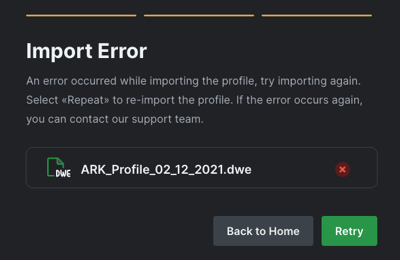 Import Error
An error occurred while importing the profile, try importing again.
Select «Repeat» to re-import the profile. If the error occurs again,
you can contact our support team.
DWE ARK_Profile_02_12_2021.dwe
Back to Home Retry